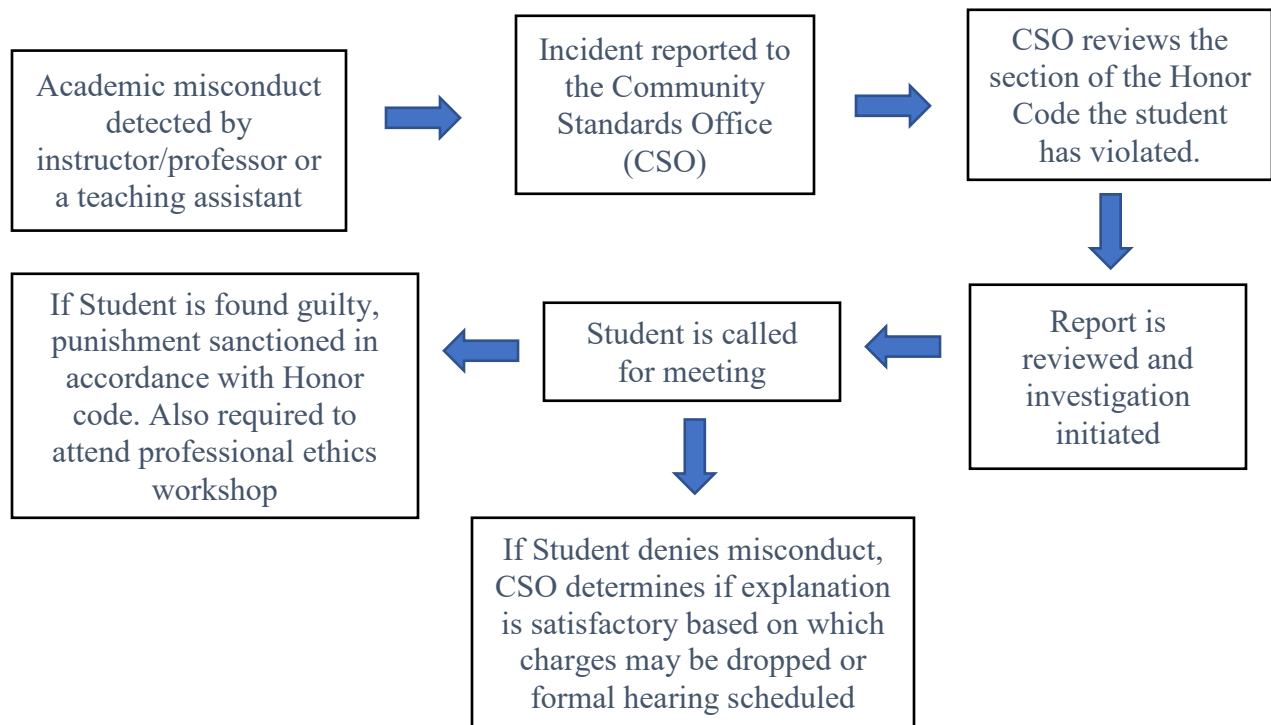 Academic misconduct
detected by
instructor/professor or
a teaching assistant
Incident reported to
the Community
Standards Office
(CSO)
CSO reviews the
section of the Honor
Code the student
has violated.
Report is
reviewed and
investigation
initiated
Student is called
for meeting
If Student is found guilty,
punishment sanctioned in
accordance with Honor
code. Also required to
attend professional ethics
workshop
If Student denies misconduct,
CSO determines if explanation
is satisfactory based on which
charges may be dropped or
formal hearing scheduled